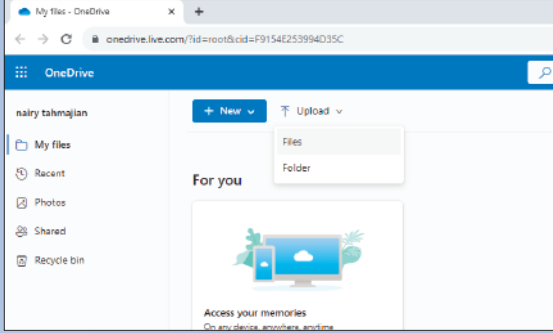 My files - OneDrive
onedrive.live.com/?id=root&cid=F9154E253994D35C
OneDrive
nairy tahmajian
+ New
Upload
My files
Files
Recent
Folder
For you
Photos
Shared
Recycle bin
Access your memories
On any device, anywhere, anytime